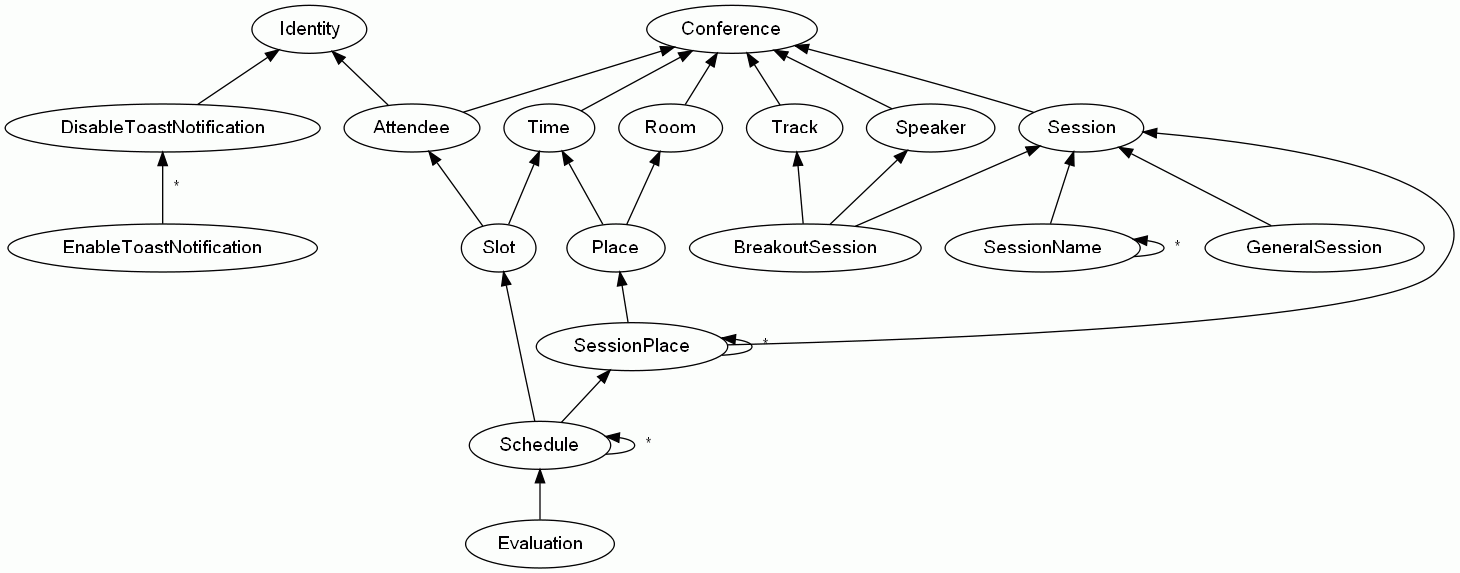 Identity
Conference
DisableToastNotification
Attendee
Time
Room
Track
Speaker
Session
*
EnableToastNotification
Slot
Place
BreakoutSession
SessionName
*
GeneralSession
SessionPlace
*
Schedule
*
Evaluation